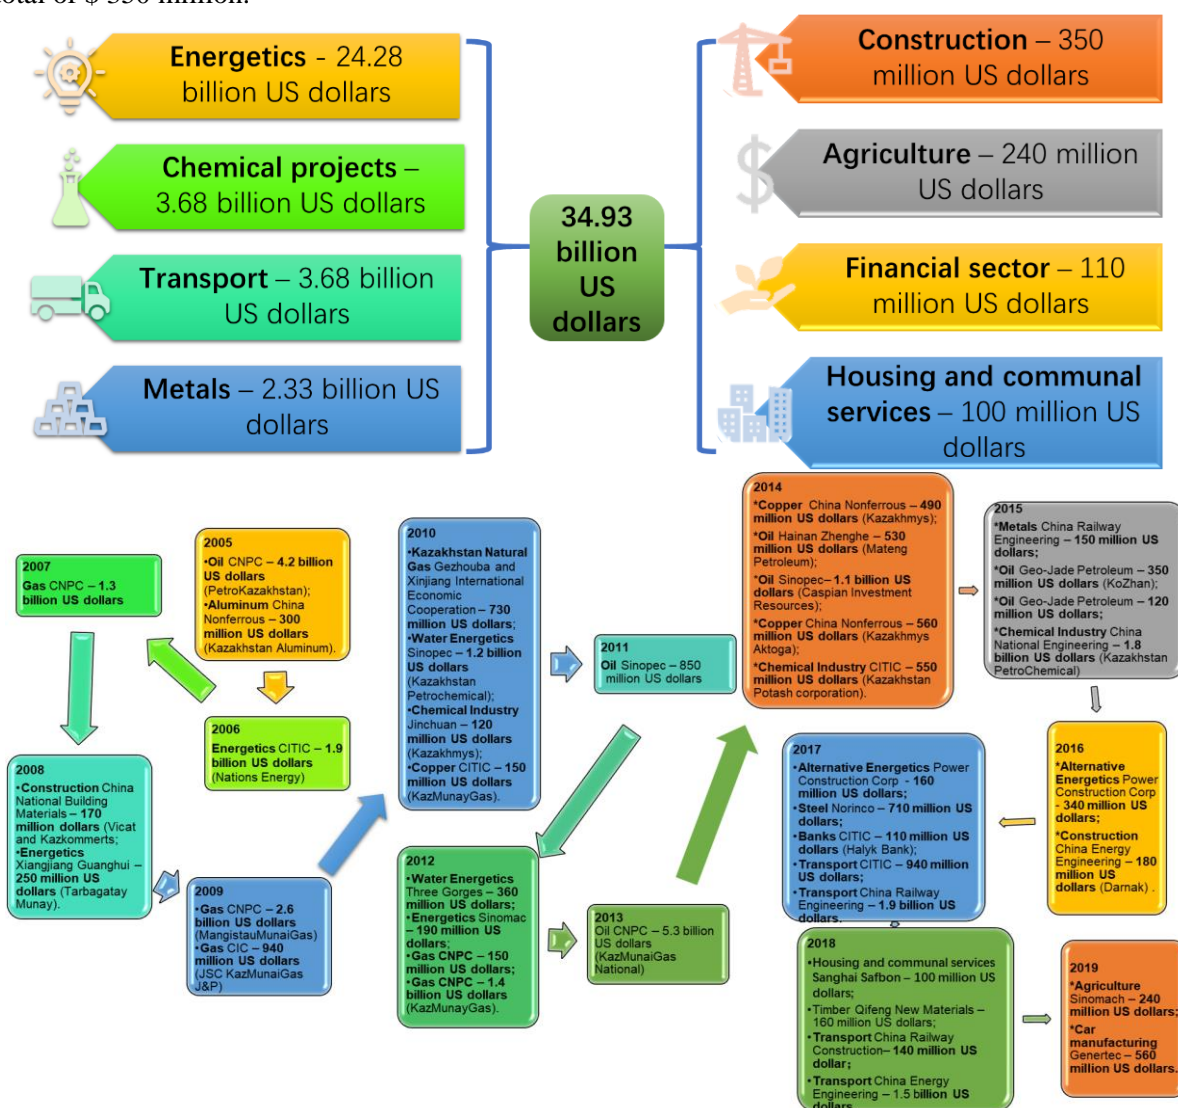 total of $ 350 million.
Energetics - 24.28
billion US dollars
Chemical projects –
3.68 billion US dollars
Transport – 3.68 billion
US dollars
Metals – 2.33 billion US
dollars
34.93
billion
US
dollars
Construction – 350
million US dollars
Agriculture – 240 million
US dollars
Financial sector – 110
million US dollars
Housing and communal
services – 100 million US
dollars
2005
•Oil CNPC – 4.2 billion
US dollars
(PetroKazakhstan);
•Aluminum China
Nonferrous – 300
million US dollars
(Kazakhstan Aluminum).
2006
Energetics CITIC – 1.9
billion US dollars
(Nations Energy)
2007
Gas CNPC – 1.3
billion US dollars
2008
•Construction China
National Building
Materials – 170
million dollars (Vicat
and Kazkommerts;
•Energetics
Xiangjiang Guanghui –
250 million US
dollars (Tarbagatay
Munay).
2009
•Gas CNPC – 2.6
billion US dollars
(MangistauMunaiGas)
•Gas CIC – 940
million US dollars
(JSC KazMunaiGas
J&P)
2010
•Kazakhstan Natural
Gas Gezhouba and
Xinjiang International
Economic
Cooperation – 730
million US dollars;
•Water Energetics
Sinopec – 1.2 billion
US dollars
(Kazakhstan
Petrochemical);
•Chemical Industry
Jinchuan – 120
million US dollars
(Kazakhmys);
•Copper CITIC – 150
million US dollars
(KazMunayGas).
2011
Oil Sinopec – 850
million US dollars
2012
•Water Energetics
Three Gorges – 360
million US dollars;
•Energetics Sinomac
– 190 million US
dollars;
•Gas CNPC – 150
million US dollars;
•Gas CNPC – 1.4
billion US dollars
(KazMunayGas).
2013
Oil CNPC – 5.3 billion
US dollars
(KazMunaiGas
National)
2014
*Copper China Nonferrous – 490
million US dollars (Kazakhmys);
*Oil Hainan Zhenghe – 530
million US dollars (Mateng
Petroleum);
*Oil Sinopec– 1.1 billion US
dollars (Caspian Investment
Resources);
*Copper China Nonferrous – 560
million US dollars (Kazakhmys
Aktoga);
*Chemical Industry CITIC – 550
million US dollars (Kazakhstan
Potash corporation).
2015
*Metals China Railway
Engineering – 150 million US
dollars;
*Oil Geo-Jade Petroleum – 350
million US dollars (KoZhan);
*Oil Geo-Jade Petroleum – 120
million US dollars;
*Chemical Industry China
National Engineering – 1.8
billion US dollars (Kazakhstan
PetroChemical)
2016
*Alternative
Energetics Power
Construction Corp
- 340 million US
dollars;
*Construction
China Energy
Engineering – 180
million US
dollars (Darnak) .
2017
•Alternative Energetics Power
Construction Corp - 160
million US dollars;
•Steel Norinco – 710 million US
dollars;
•Banks CITIC – 110 million US
dollars (Halyk Bank);
•Transport CITIC – 940 million
US dollars;
•Transport China Railway
Engineering – 1.9 billion US
dollars.
2018
•Housing and communal services
Sanghai Safbon – 100 million US
dollars;
•Timber Qifeng New Materials –
160 million US dollars;
•Transport China Railway
Construction– 140 million US
dollar;
•Transport China Energy
Engineering – 1.5 billion US
dollars
2019
*Agriculture
Sinomach – 240
million US dollars;
*Car
manufacturing
Genertec – 560
million US dollars.